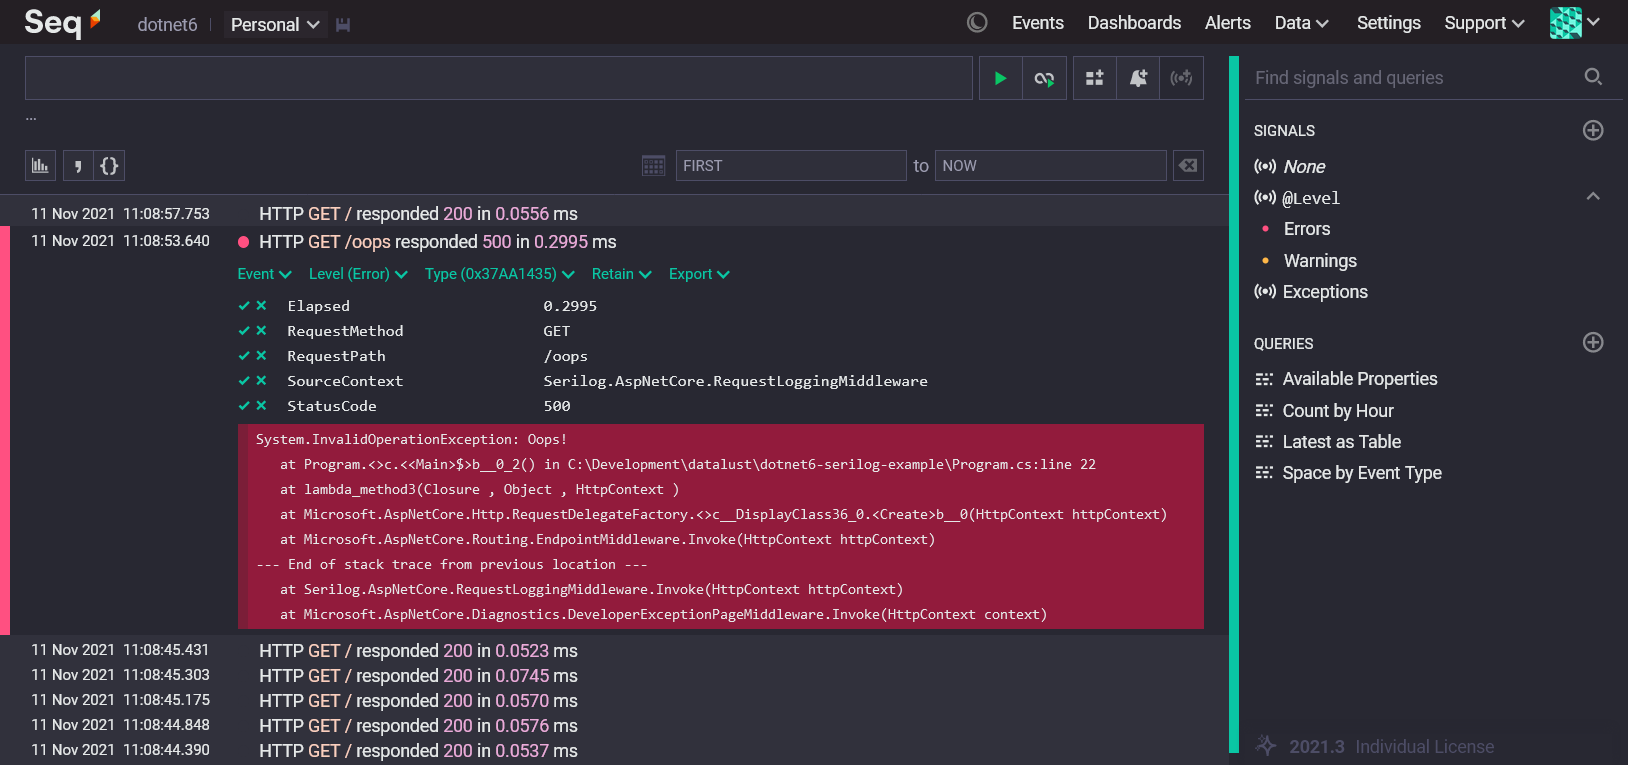 Seq dotnet6 Personal Events Dashboards Alerts Data Settings Support
...
FIRST to NOW
11 Nov 2021 11:08:57.753 HTTP GET / responded 200 in 0.0556 ms
11 Nov 2021 11:08:53.640 HTTP GET /oops responded 500 in 0.2995 ms
Event Level (Error) Type (0x37AA1435) Retain Export
Elapsed 0.2995
RequestMethod GET
RequestPath /oops
SourceContext Serilog.AspNetCore.RequestLoggingMiddleware
StatusCode 500
System.InvalidOperationException: Oops!
at Program.<>c.<<Main>$>b__0_2() in C:\Development\datalust\dotnet6-serilog-example\Program.cs:line 22
at lambda_method3(Closure , Object , HttpContext )
at Microsoft.AspNetCore.Http.RequestDelegateFactory.<>c__DisplayClass36_0.<Create>b__0(HttpContext httpContext)
at Microsoft.AspNetCore.Routing.EndpointMiddleware.Invoke(HttpContext httpContext)
--- End of stack trace from previous location ---
at Serilog.AspNetCore.RequestLoggingMiddleware.Invoke(HttpContext httpContext)
at Microsoft.AspNetCore.Diagnostics.DeveloperExceptionPageMiddleware.Invoke(HttpContext context)
11 Nov 2021 11:08:45.431 HTTP GET / responded 200 in 0.0523 ms
11 Nov 2021 11:08:45.303 HTTP GET / responded 200 in 0.0745 ms
11 Nov 2021 11:08:45.175 HTTP GET / responded 200 in 0.0570 ms
11 Nov 2021 11:08:44.848 HTTP GET / responded 200 in 0.0576 ms
11 Nov 2021 11:08:44.390 HTTP GET / responded 200 in 0.0537 ms
Find signals and queries
SIGNALS
None
@Level
Errors
Warnings
Exceptions
QUERIES
Available Properties
Count by Hour
Latest as Table
Space by Event Type
2021.3 Individual License